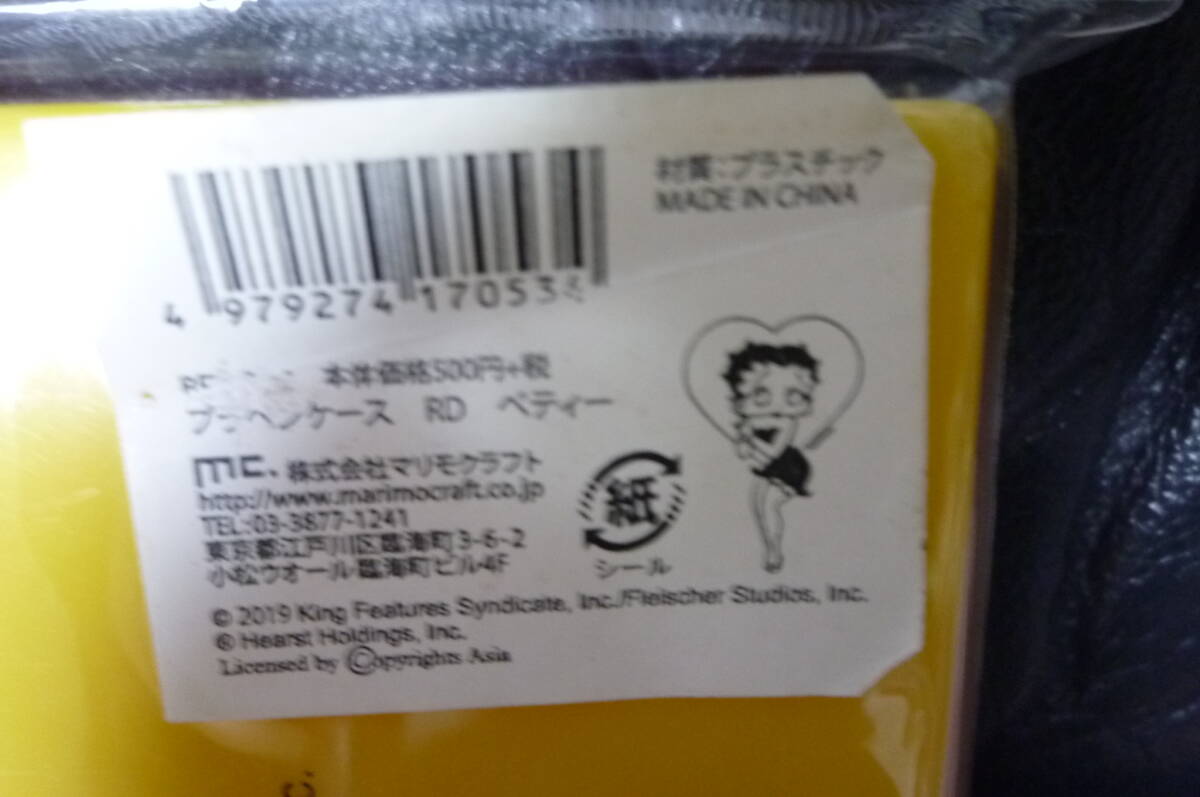 材質:プラスチック
MADE IN CHINA
4 979274 17053
本体価格500円+税
プラペンケース RD ベティー
mc. 株式会社マリモクラフト
http://www.marimocraft.co.jp
TEL:03-3877-1241
東京都江戸川区臨海町3-6-2
小松ウオール臨海町ビル4F
紙
シール
© 2019 King Features Syndicate, Inc./Fleischer Studios, Inc.
® Hearst Holdings, Inc.
Licensed by Copyrights Asia